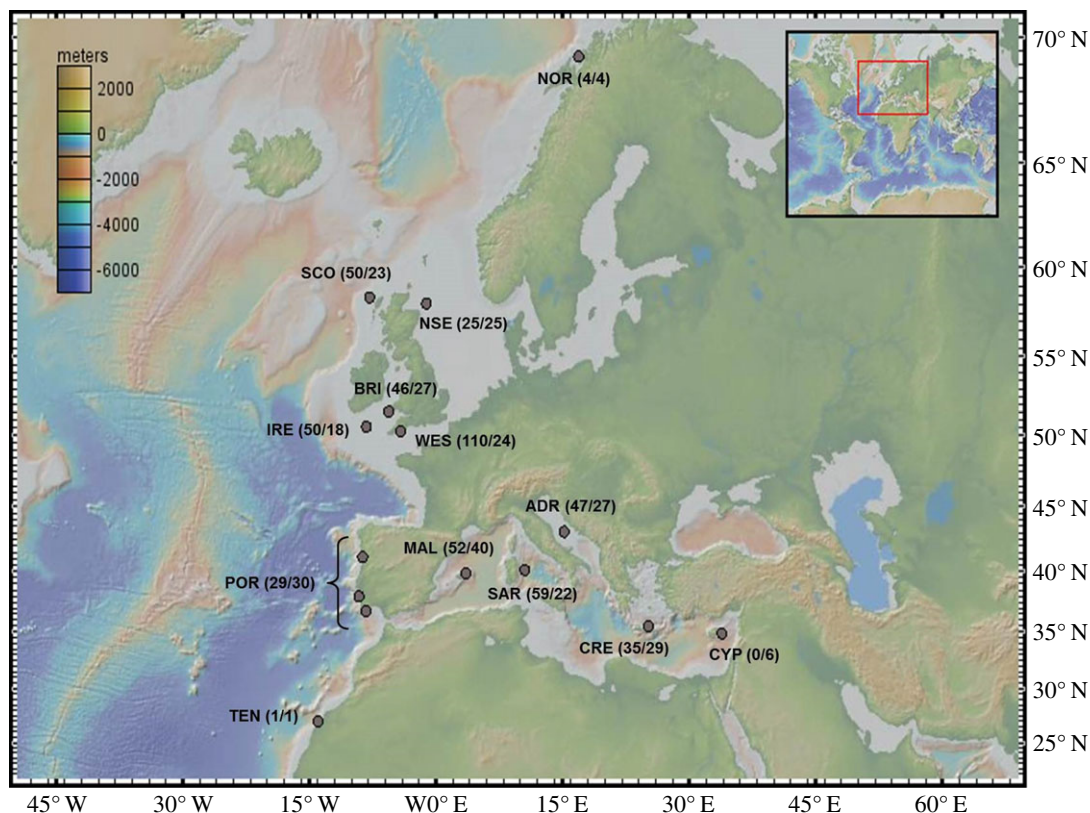 meters
2000
0
-2000
-4000
-6000
NOR (4/4)
SCO (50/23)
NSE (25/25)
BRI (46/27)
IRE (50/18)
WES (110/24)
ADR (47/27)
MAL (52/40)
POR (29/30)
SAR (59/22)
CRE (35/29)
CYP (0/6)
TEN (1/1)
70° N
65° N
60° N
55° N
50° N
45° N
40° N
35° N
30° N
25° N
45° W 30° W 15° W W0° E 15° E 30° E 45° E 60° E